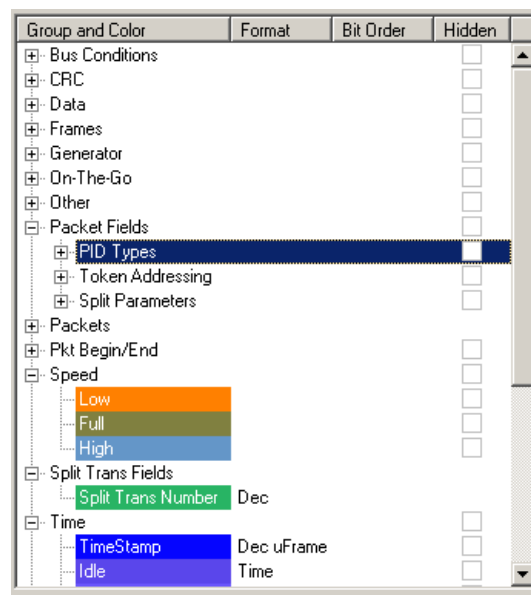 Group and Color Format Bit Order Hidden
Bus Conditions
CRC
Data
Frames
Generator
On-The-Go
Other
Packet Fields
PID Types
Token Addressing
Split Parameters
Packets
Pkt Begin/End
Speed
Low
Full
High
Split Trans Fields
Split Trans Number Dec
Time
TimeStamp Dec uFrame
Idle Time